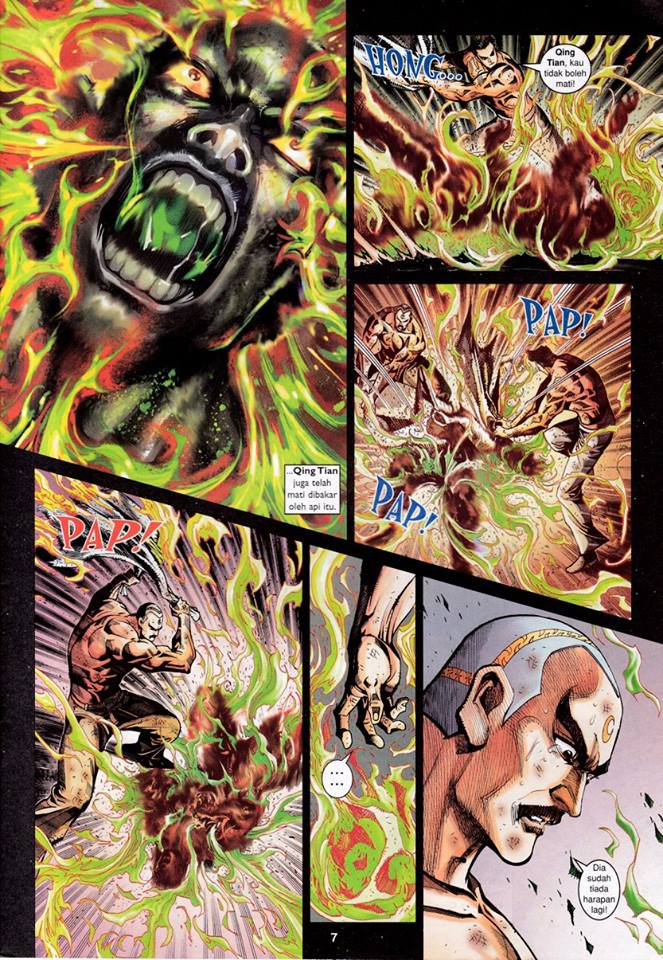 HONG...
Qing
Tian, kau
tidak boleh
mati!
PAP!
PAP!
...Qing Tian
juga telah
mati dibakar
oleh api itu.
PAP!
...
...
Dia
sudah
tiada
harapan
lagi!
7